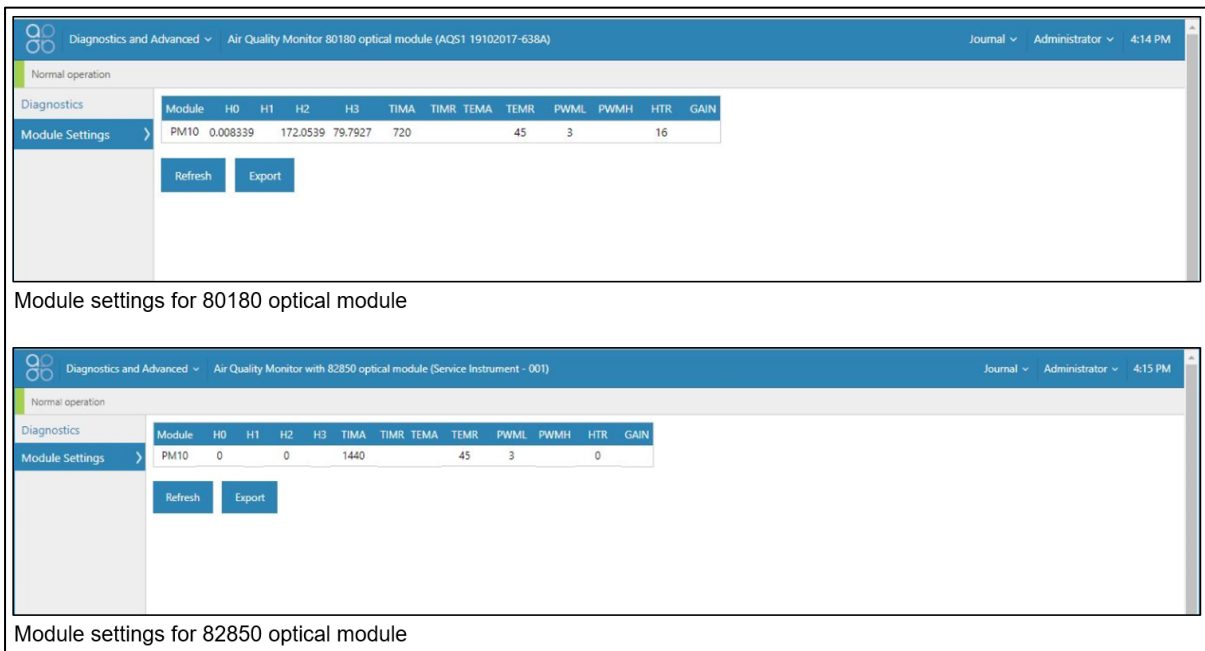 Diagnostics and Advanced Air Quality Monitor 80180 optical module (AQS1 19102017-638A) Journal Administrator 4:14 PM
Normal operation
Diagnostics
Module H0 H1 H2 H3 TIMA TIMR TEMA TEMR PWML PWMH HTR GAIN
Module Settings
PM10 0.008339 172.0539 79.7927 720 45 3 16
Refresh Export
Module settings for 80180 optical module
Diagnostics and Advanced Air Quality Monitor with 82850 optical module (Service Instrument - 001) Journal Administrator 4:15 PM
Normal operation
Diagnostics
Module H0 H1 H2 H3 TIMA TIMR TEMA TEMR PWML PWMH HTR GAIN
Module Settings
PM10 0 0 1440 45 3 0
Refresh Export
Module settings for 82850 optical module